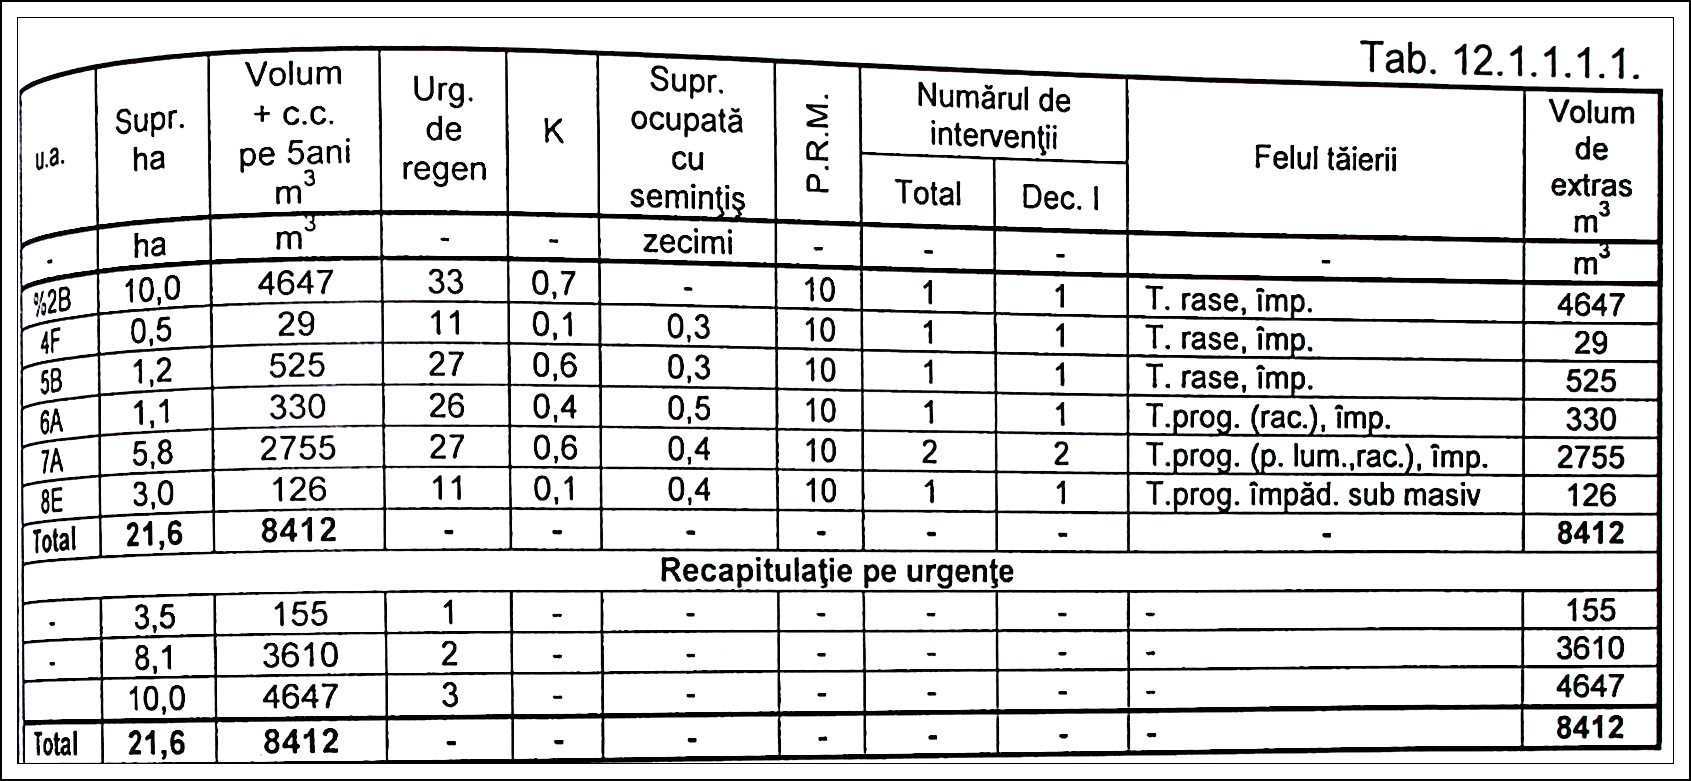 Tab. 12.1.1.1.1.
u.a. Supr. ha Volum + c.c. pe 5ani m³ Urg. de regen K Supr. ocupată cu seminţiş P.R.M. Numărul de intervenţii Total Dec. I Felul tăierii Volum de extras m³
- ha m³ - - zecimi - - - - m³
%2B 10,0 4647 33 0,7 - 10 1 1 T. rase, împ. 4647
4F 0,5 29 11 0,1 0,3 10 1 1 T. rase, împ. 29
5B 1,2 525 27 0,6 0,3 10 1 1 T. rase, împ. 525
6A 1,1 330 26 0,4 0,5 10 1 1 T.prog. (rac.), împ. 330
7A 5,8 2755 27 0,6 0,4 10 2 2 T.prog. (p. lum.,rac.), împ. 2755
8E 3,0 126 11 0,1 0,4 10 1 1 T.prog. împăd. sub masiv 126
Total 21,6 8412 - - - - - - - 8412
Recapitulaţie pe urgenţe
- 3,5 155 1 - - - - - - 155
- 8,1 3610 2 - - - - - - 3610
10,0 4647 3 - - - - - - 4647
Total 21,6 8412 - - - - - - - 8412